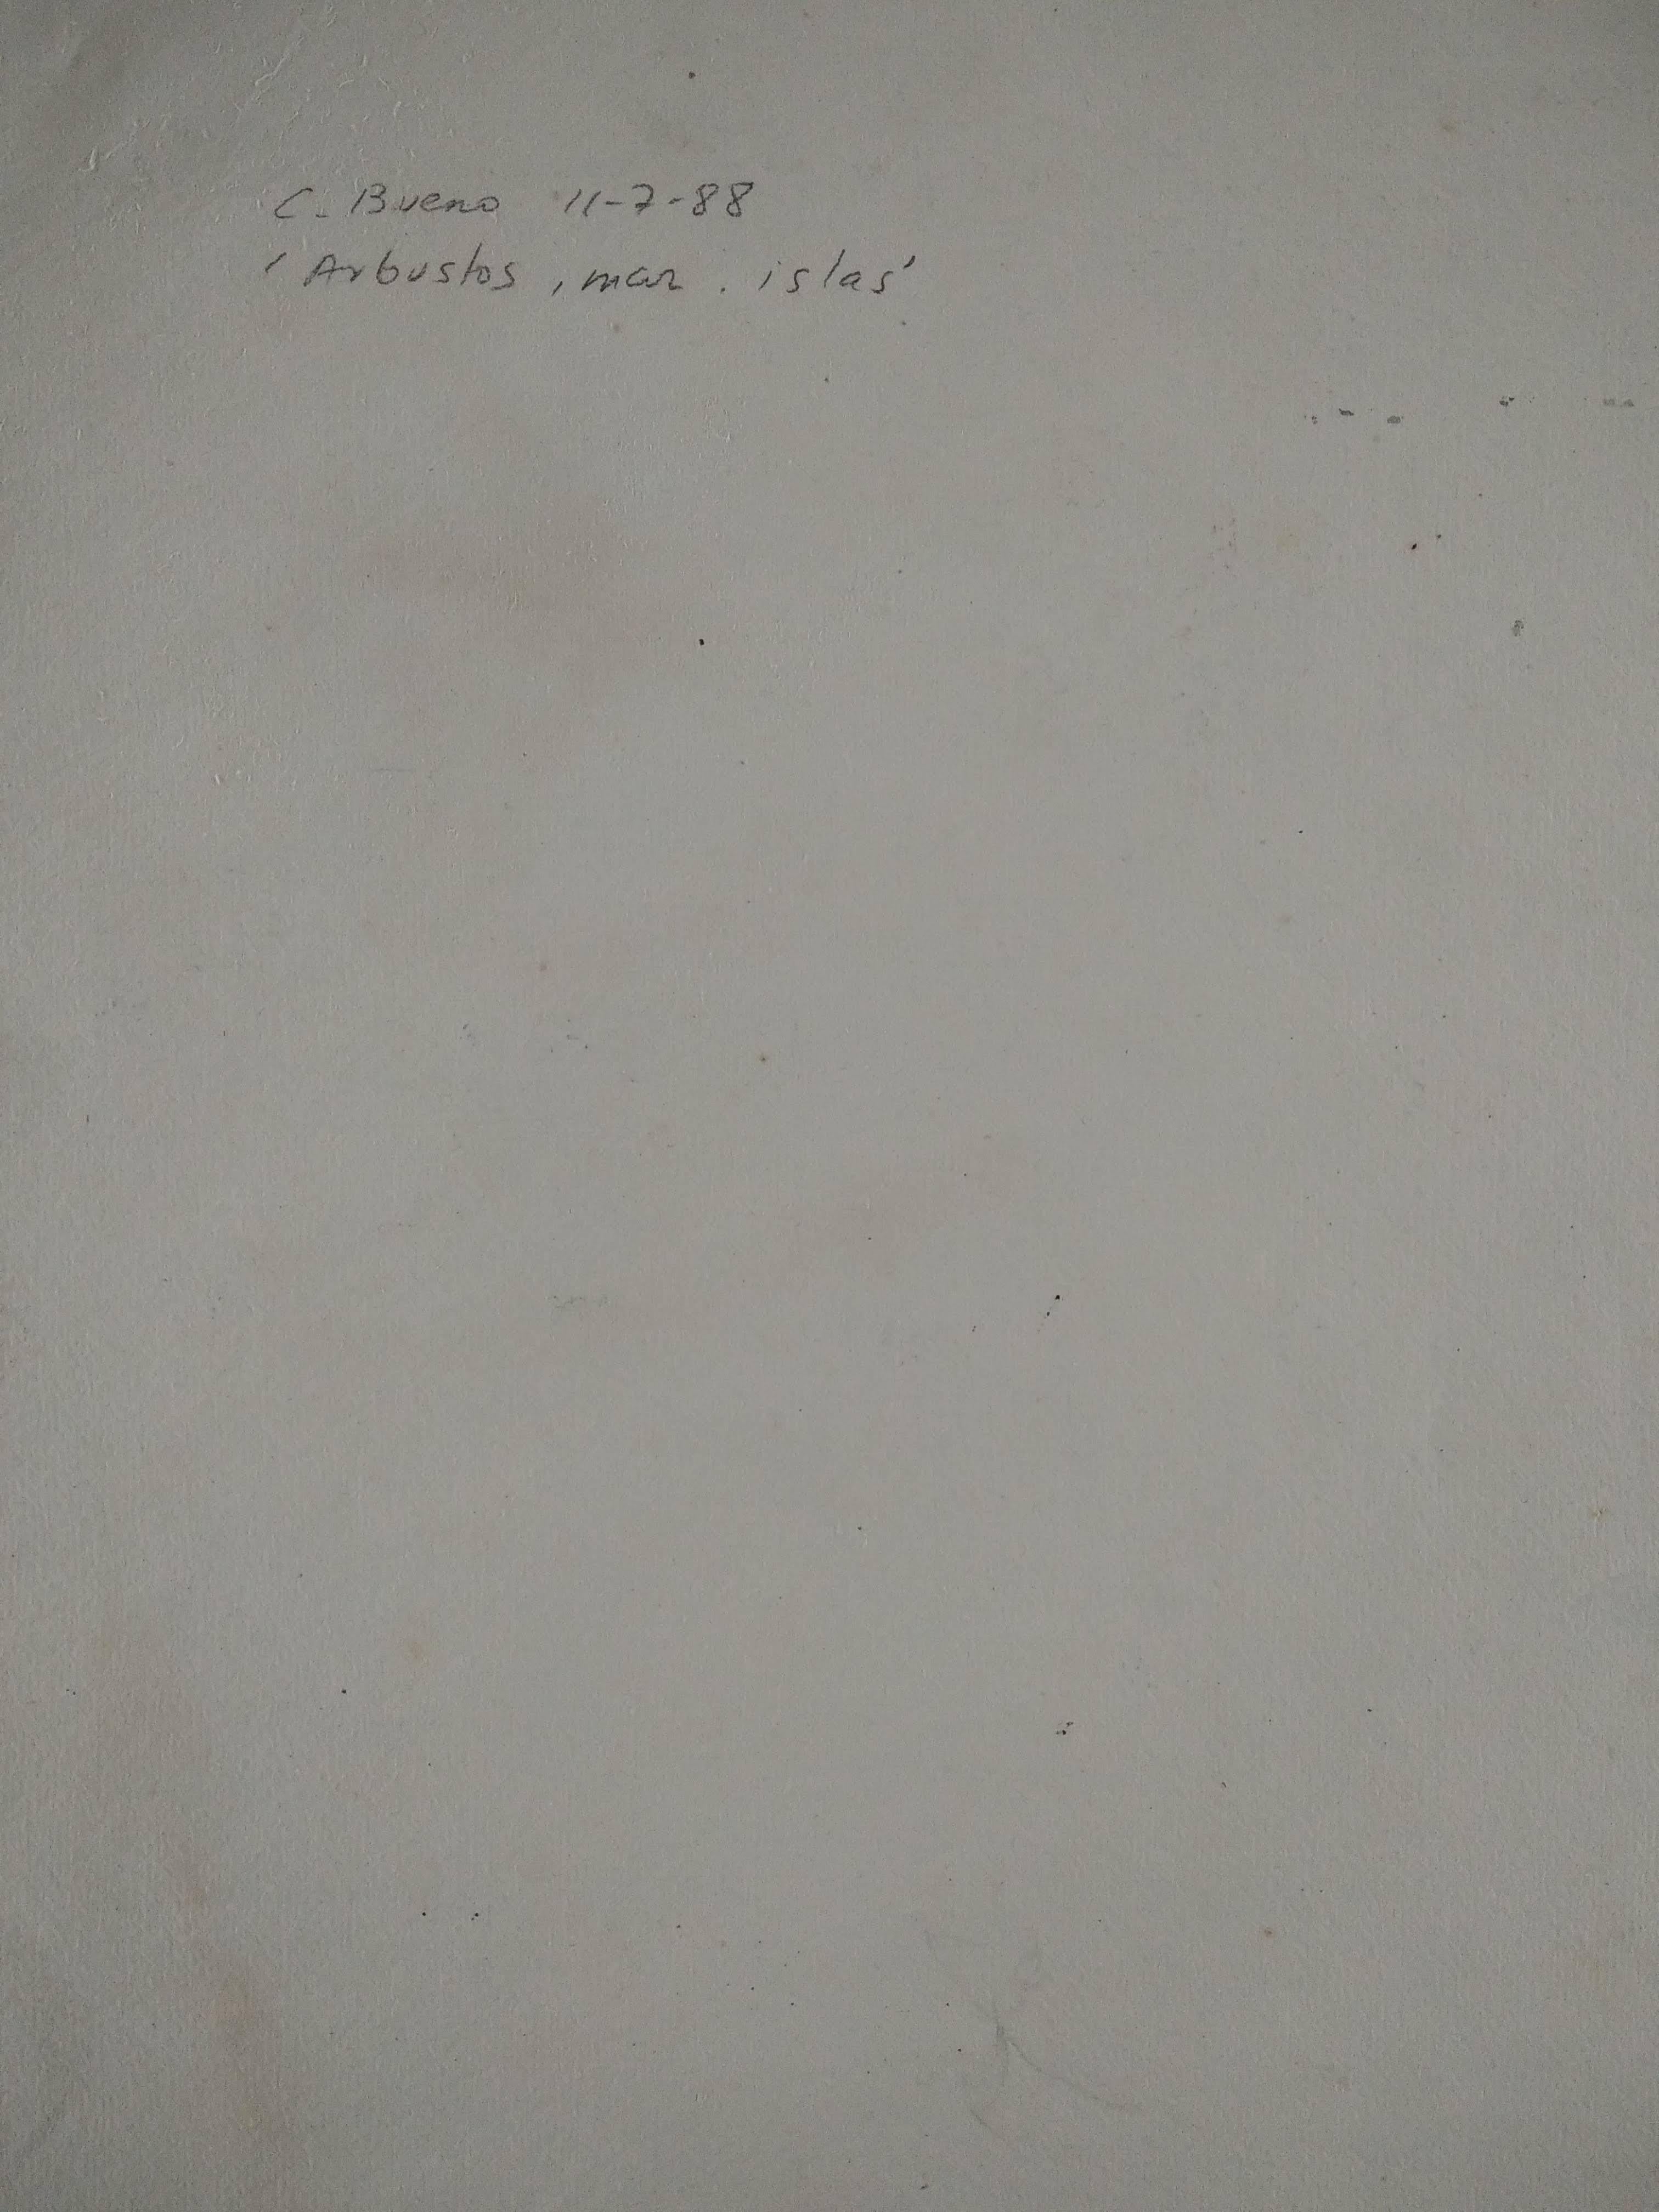 C. Bueno 11-7-88
'Arbustos, mar. islas'